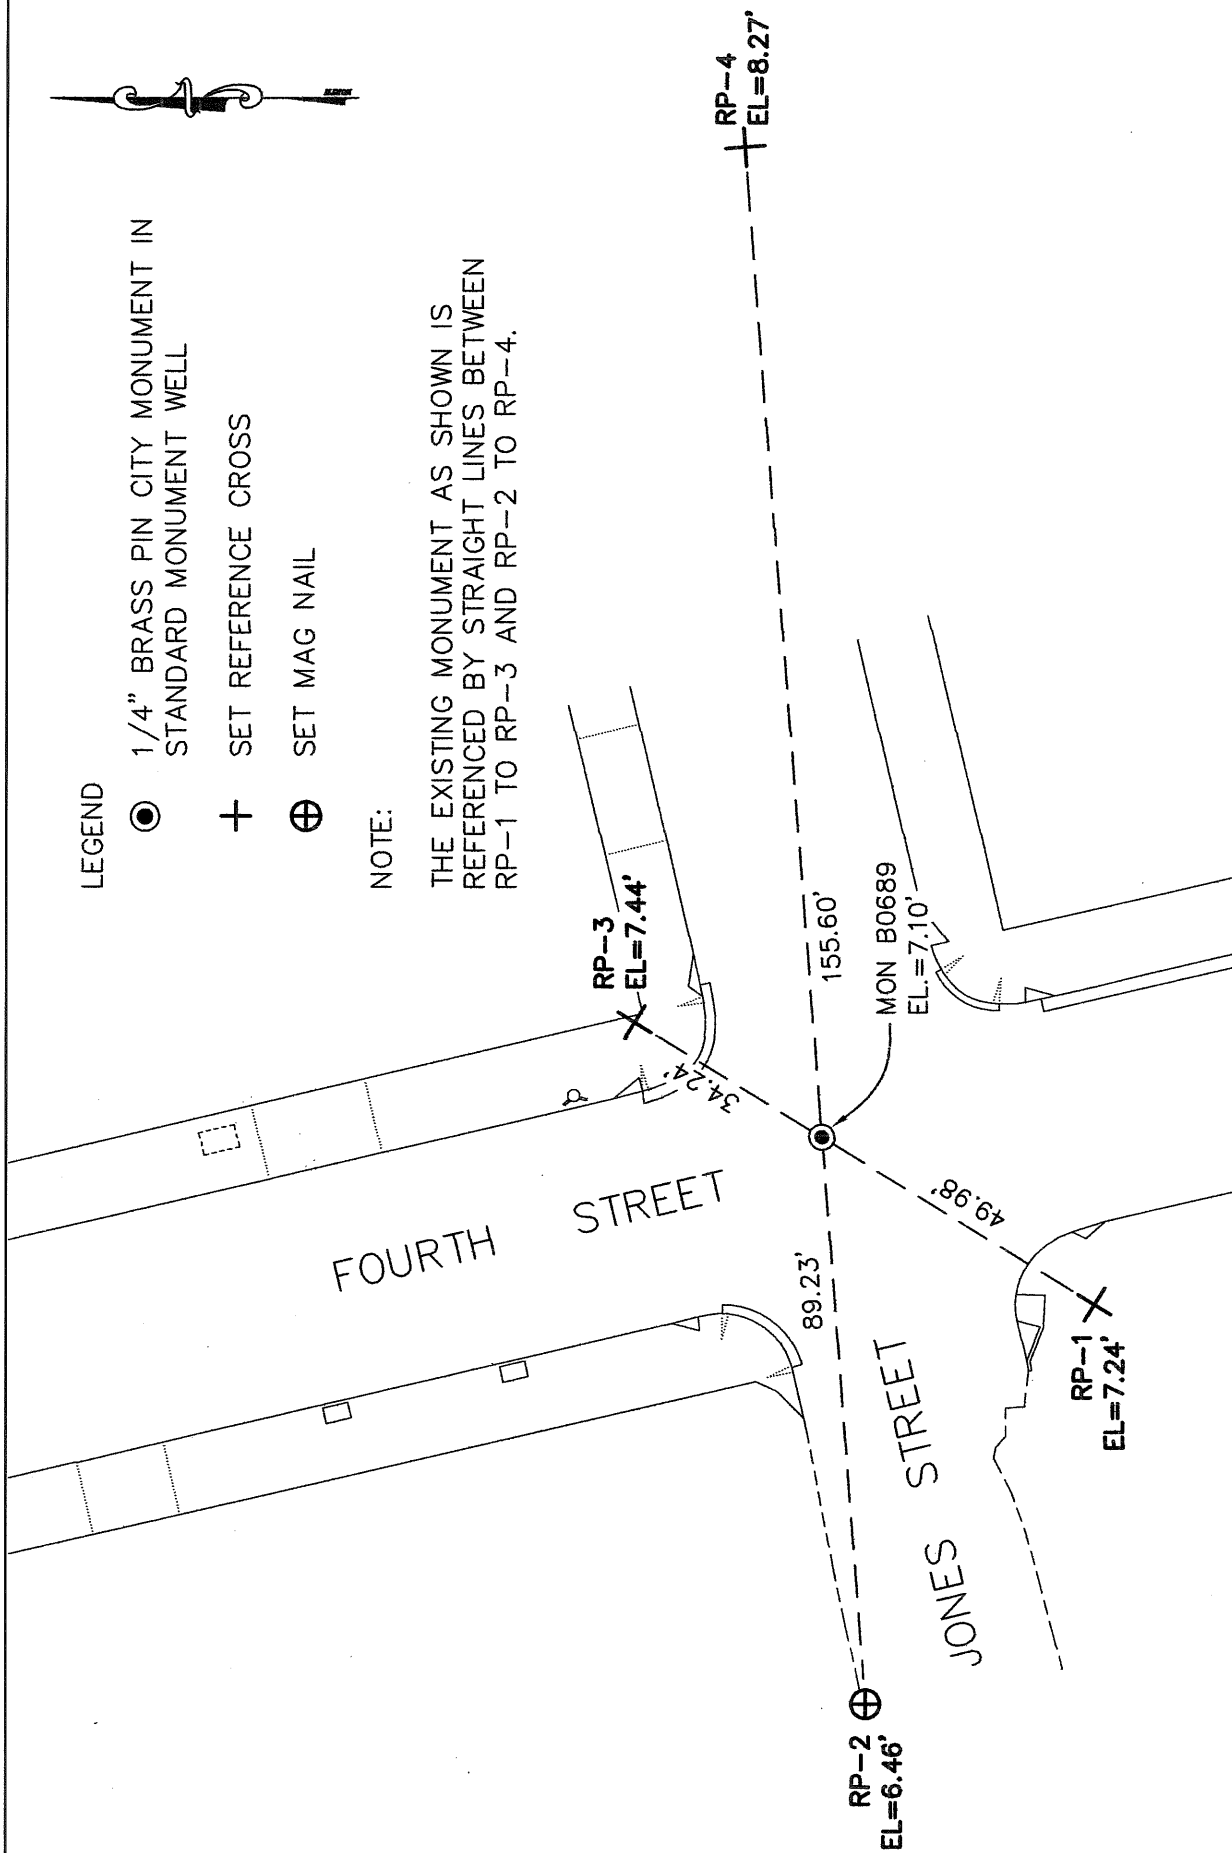 LEGEND
1/4" BRASS PIN CITY MONUMENT IN
STANDARD MONUMENT WELL
SET REFERENCE CROSS
SET MAG NAIL
NOTE:
THE EXISTING MONUMENT AS SHOWN IS
REFERENCED BY STRAIGHT LINES BETWEEN
RP-1 TO RP-3 AND RP-2 TO RP-4.
FOURTH STREET
RP-3
EL=7.44'
34.24'
RP-4
EL=8.27'
155.60'
89.23'
MON B0689
EL.=7.10'
49.98'
RP-2
EL=6.46'
JONES STREET
RP-1
EL=7.24'